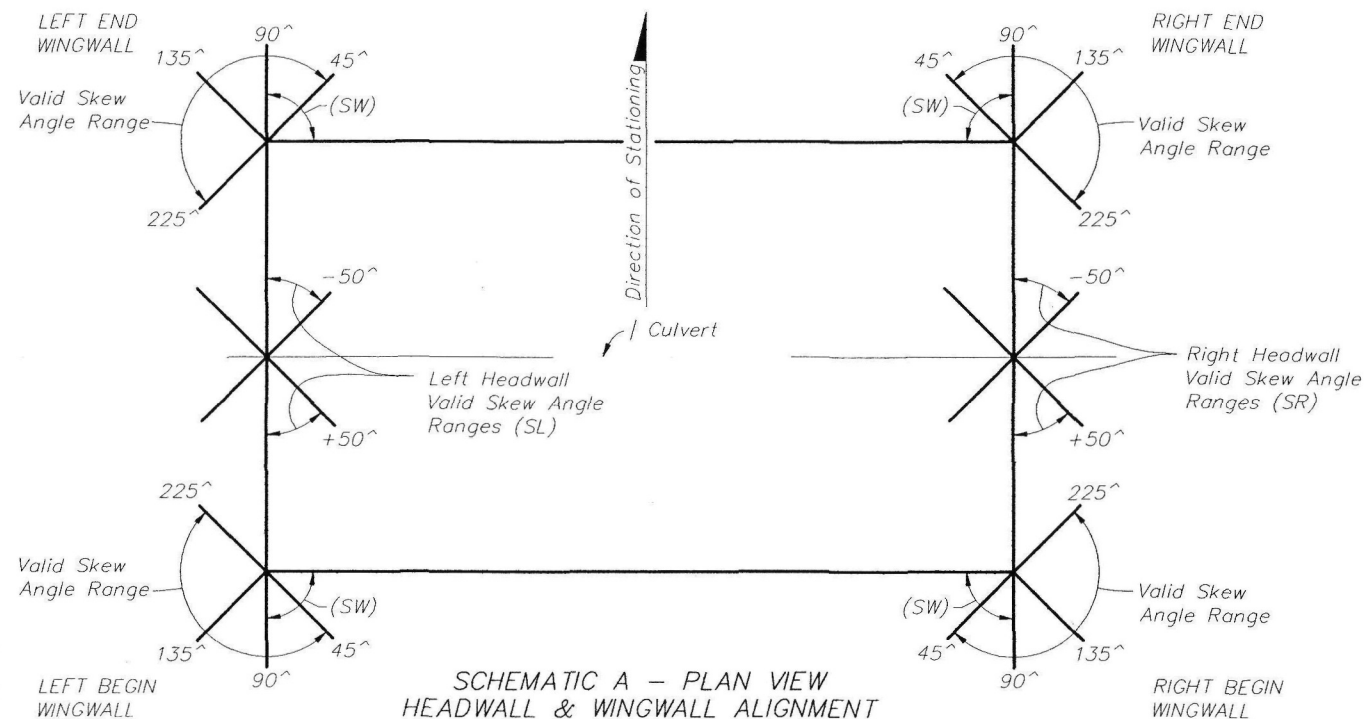 LEFT END
WINGWALL
90^
135^
45^
(SW)
Valid Skew
Angle Range
225^
Direction of Stationing
RIGHT END
WINGWALL
90^
45^
135^
(SW)
Valid Skew
Angle Range
225^
-50^
Left Headwall
Valid Skew Angle
Ranges (SL)
+50^
/ Culvert
-50^
Right Headwall
Valid Skew Angle
Ranges (SR)
+50^
225^
Valid Skew
Angle Range
(SW)
135^
45^
90^
LEFT BEGIN
WINGWALL
225^
(SW)
Valid Skew
Angle Range
45^
135^
90^
RIGHT BEGIN
WINGWALL
SCHEMATIC A - PLAN VIEW
HEADWALL & WINGWALL ALIGNMENT